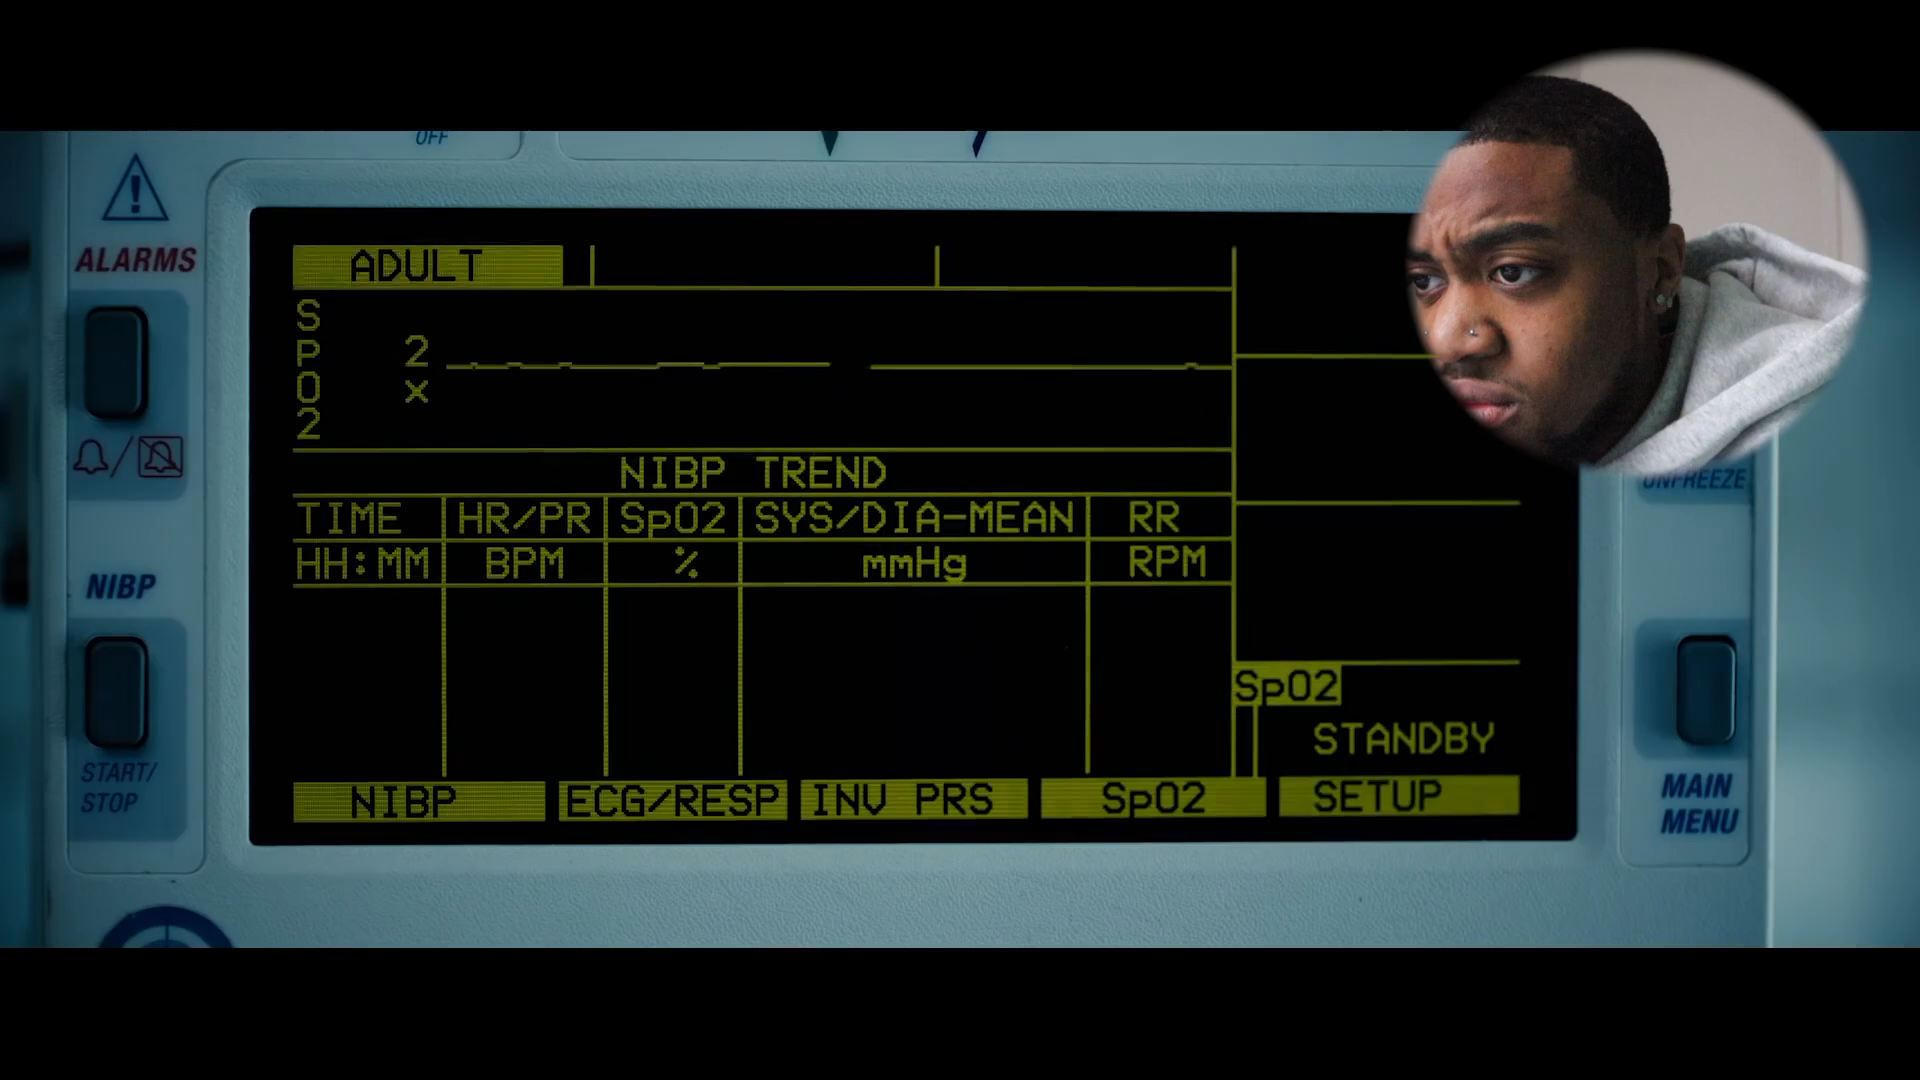 OFF
ALARMS
ADULT
S
P
O
2
2
x
NIBP TREND
UNFREEZE
TIME HR/PR SpO2 SYS/DIA-MEAN RR
HH:MM BPM % mmHg RPM
NIBP
SpO2
STANDBY
START/
STOP
NIBP ECG/RESP INV PRS SpO2 SETUP
MAIN
MENU